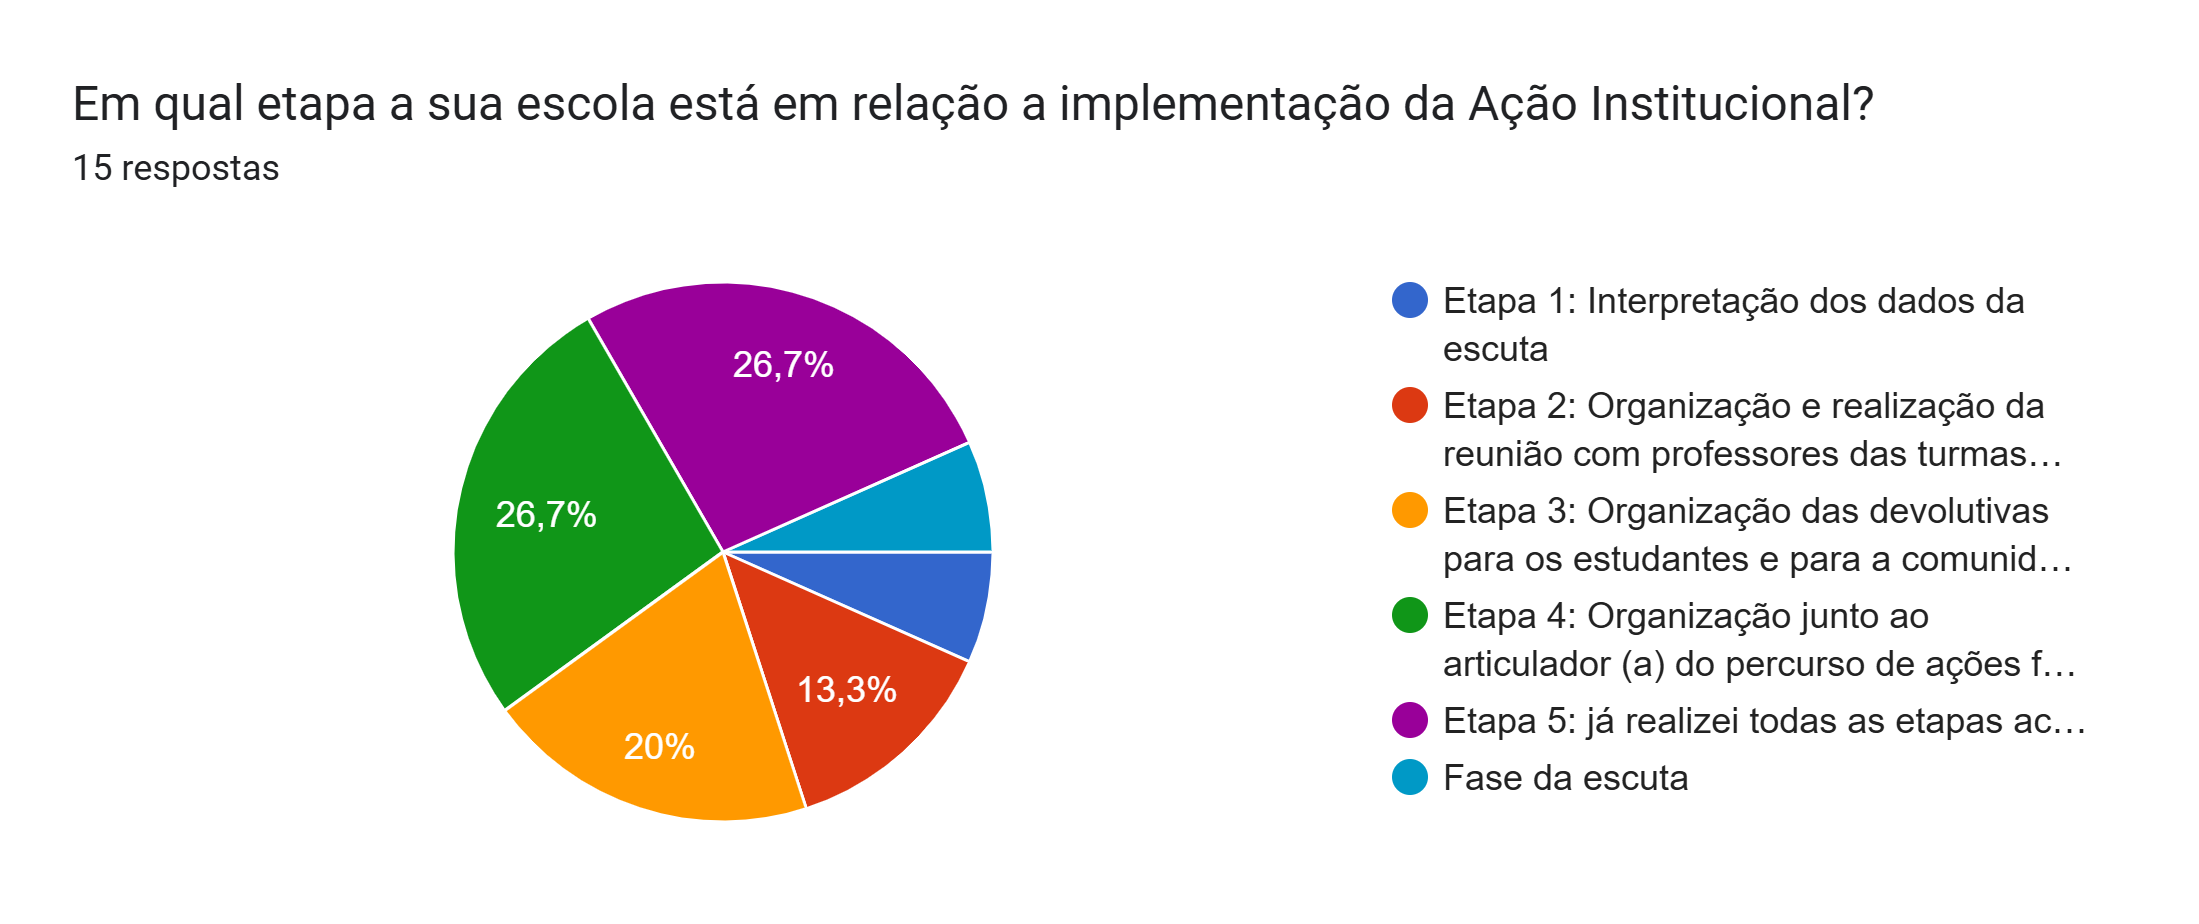 Em qual etapa a sua escola está em relação a implementação da Ação Institucional?
15 respostas
26,7%
26,7%
13,3%
20%
Etapa 1: Interpretação dos dados da
escuta
Etapa 2: Organização e realização da
reunião com professores das turmas…
Etapa 3: Organização das devolutivas
para os estudantes e para a comunid…
Etapa 4: Organização junto ao
articulador (a) do percurso de ações f…
Etapa 5: já realizei todas as etapas ac…
Fase da escuta